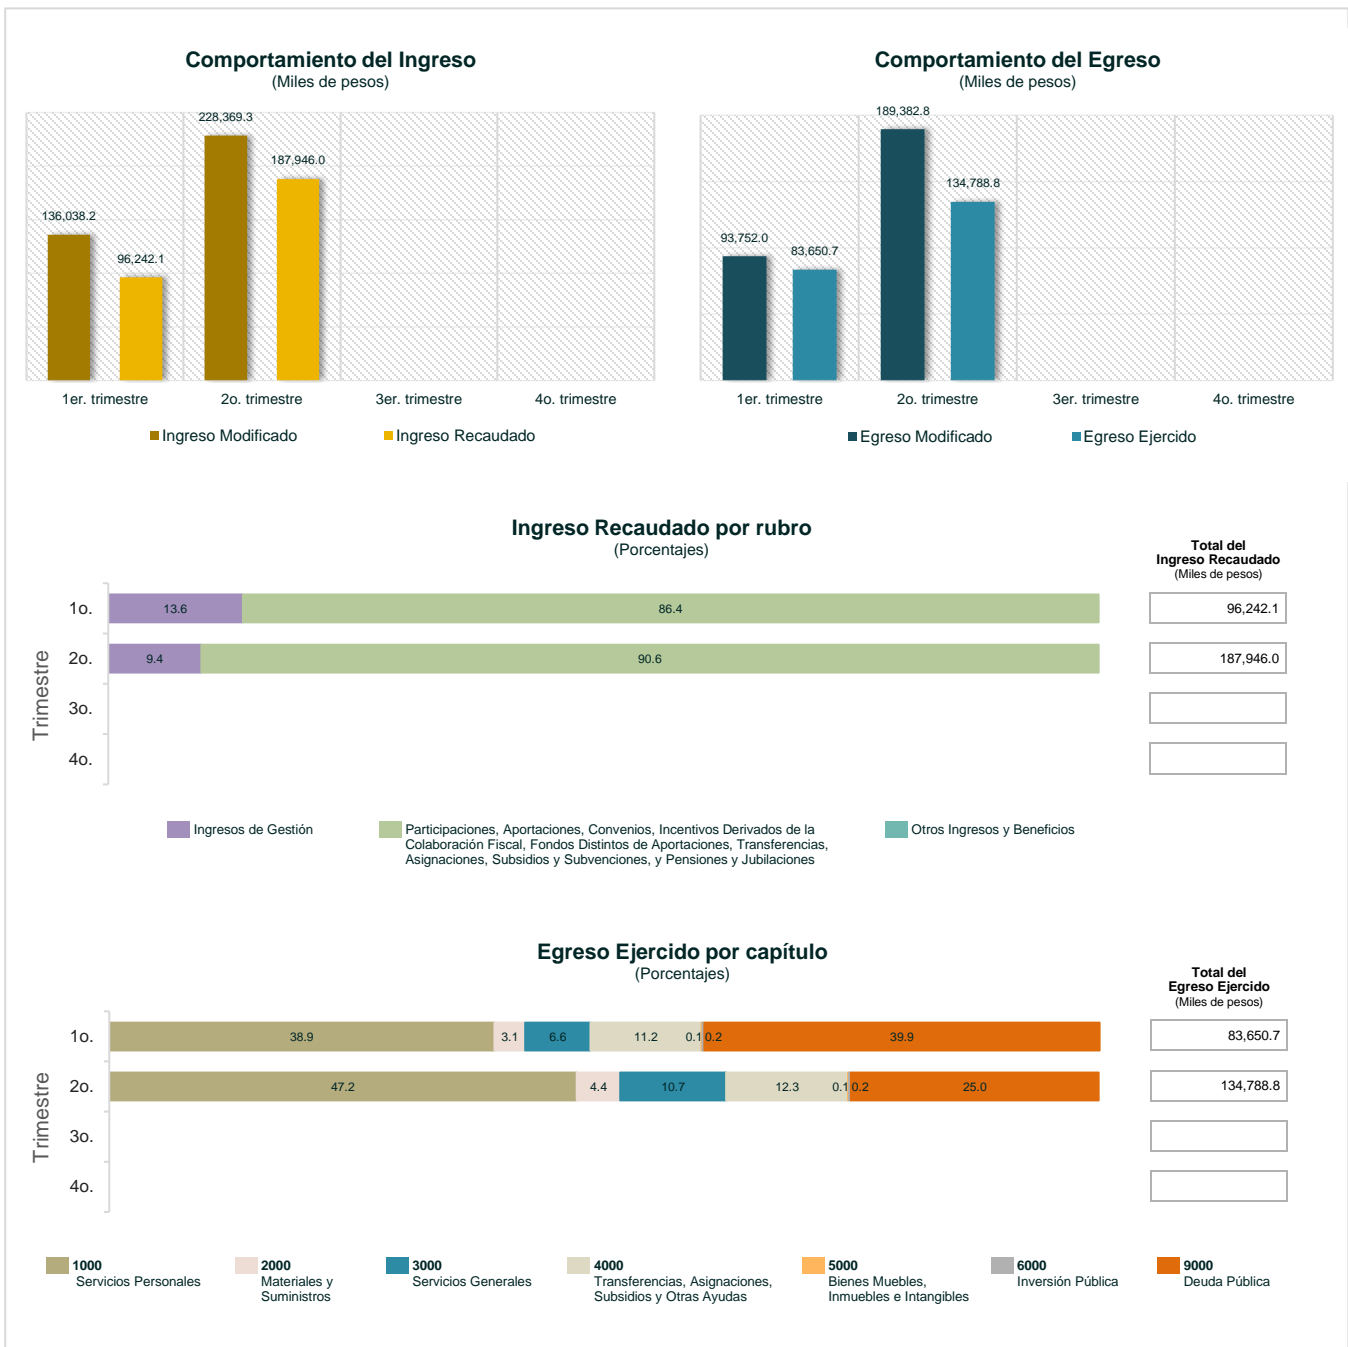 Comportamiento del Ingreso
(Miles de pesos)
228,369.3
187,946.0
136,038.2
96,242.1
1er. trimestre
2o. trimestre
3er. trimestre
4o. trimestre
Ingreso Modificado
Ingreso Recaudado
Comportamiento del Egreso
(Miles de pesos)
189,382.8
134,788.8
93,752.0
83,650.7
1er. trimestre
2o. trimestre
3er. trimestre
4o. trimestre
Egreso Modificado
Egreso Ejercido
Ingreso Recaudado por rubro
(Porcentajes)
Total del
Ingreso Recaudado
(Miles de pesos)
Trimestre
1o.
13.6
86.4
96,242.1
2o.
9.4
90.6
187,946.0
3o.
4o.
Ingresos de Gestión
Participaciones, Aportaciones, Convenios, Incentivos Derivados de la
Colaboración Fiscal, Fondos Distintos de Aportaciones, Transferencias,
Asignaciones, Subsidios y Subvenciones, y Pensiones y Jubilaciones
Otros Ingresos y Beneficios
Egreso Ejercido por capítulo
(Porcentajes)
Total del
Egreso Ejercido
(Miles de pesos)
Trimestre
1o.
38.9
3.1
6.6
11.2
0.1
0.2
39.9
83,650.7
2o.
47.2
4.4
10.7
12.3
0.1
0.2
25.0
134,788.8
3o.
4o.
1000
Servicios Personales
2000
Materiales y
Suministros
3000
Servicios Generales
4000
Transferencias, Asignaciones,
Subsidios y Otras Ayudas
5000
Bienes Muebles,
Inmuebles e Intangibles
6000
Inversión Pública
9000
Deuda Pública